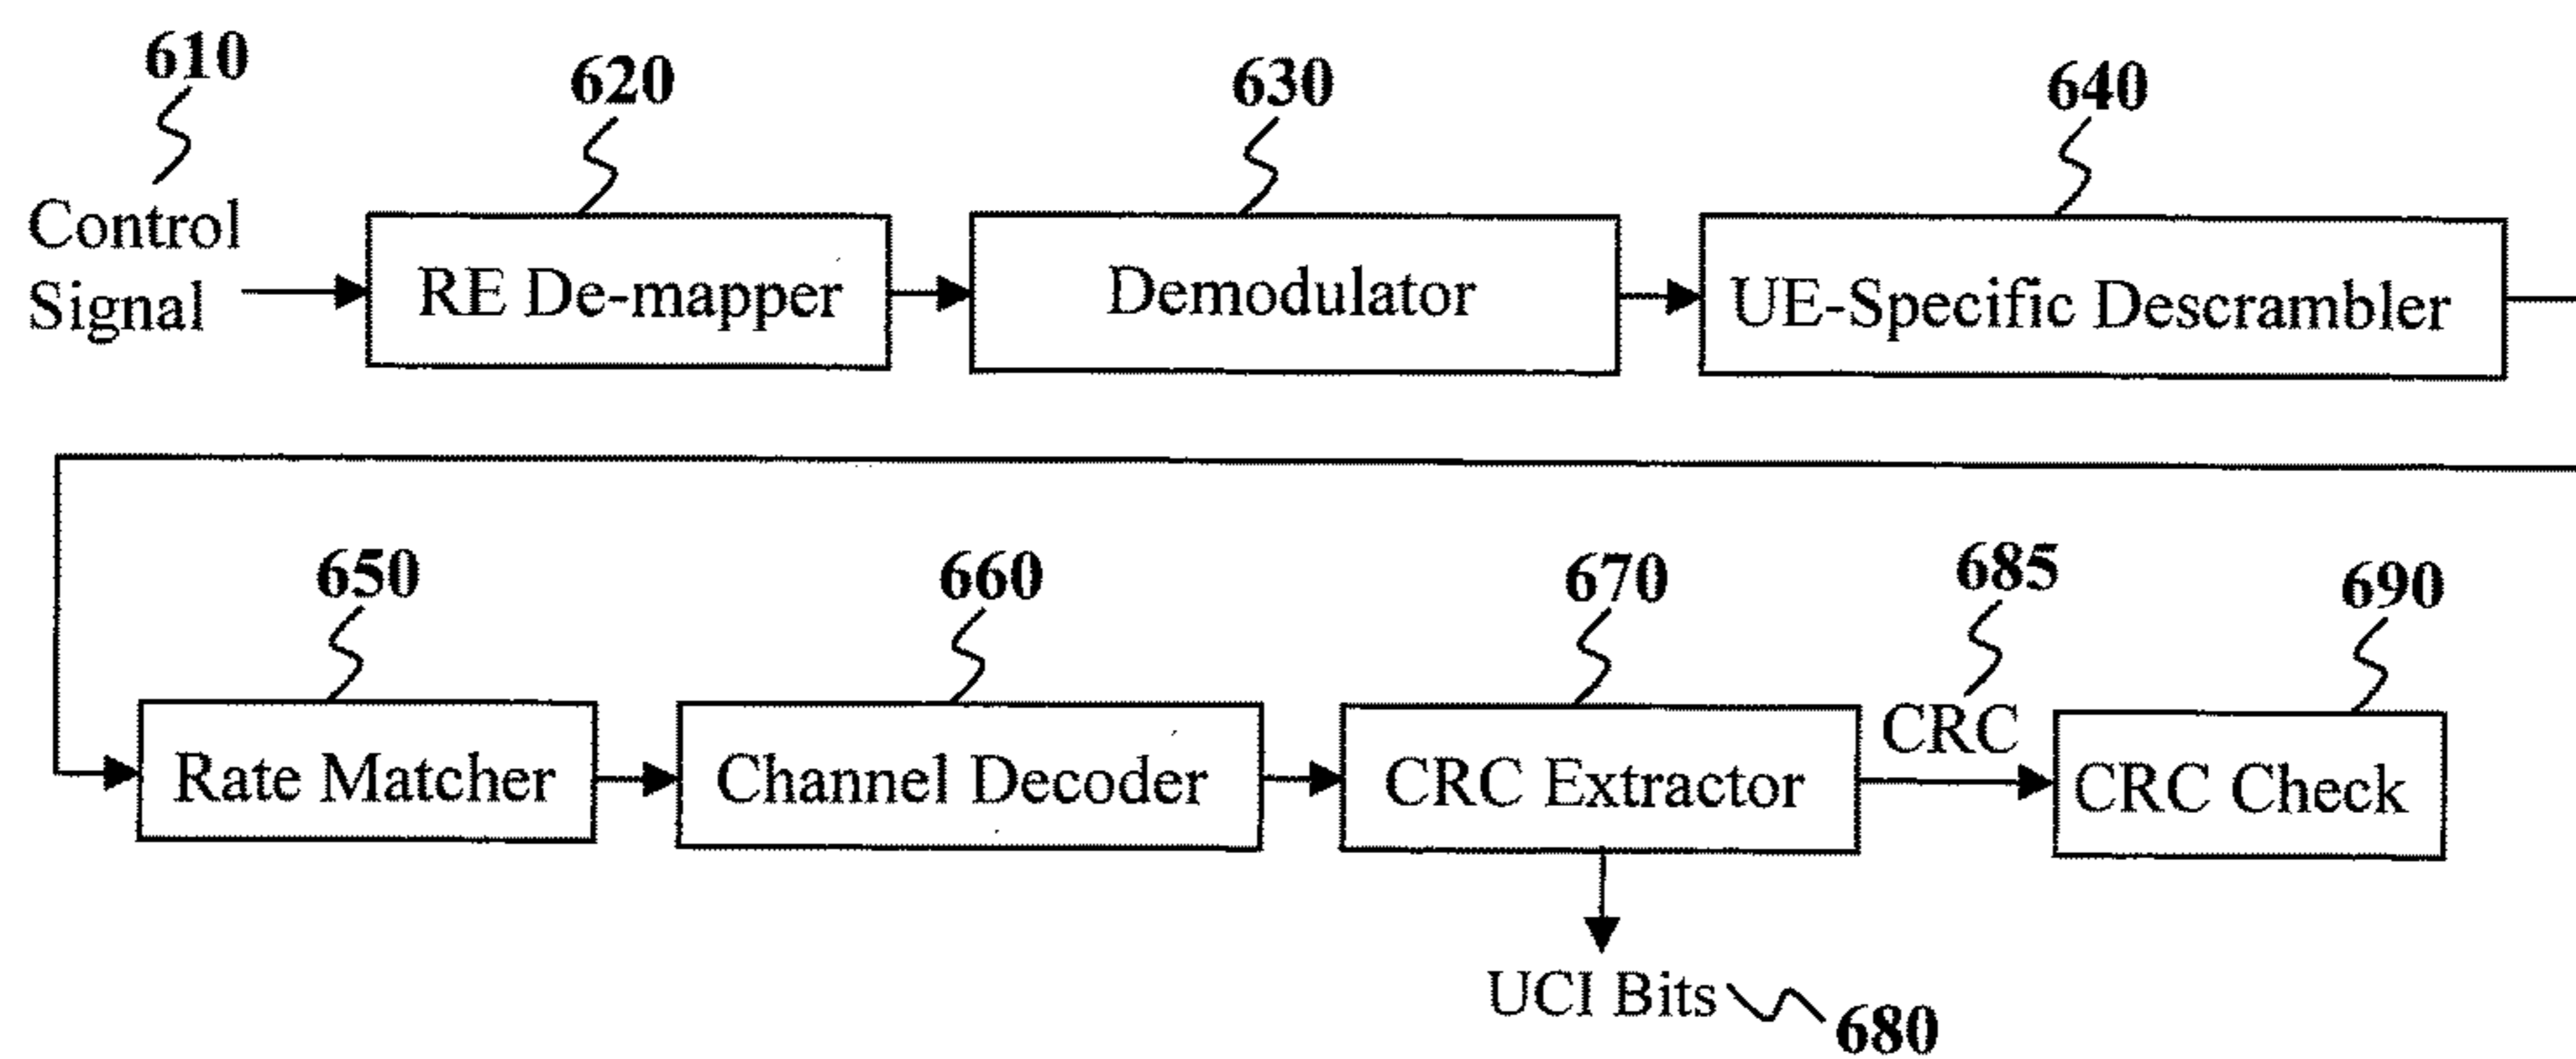 610
620
630
640
Control
Signal
RE De-mapper
Demodulator
UE-Specific Descrambler
650
660
670
685
690
CRC
Rate Matcher
Channel Decoder
CRC Extractor
CRC Check
UCI Bits
680